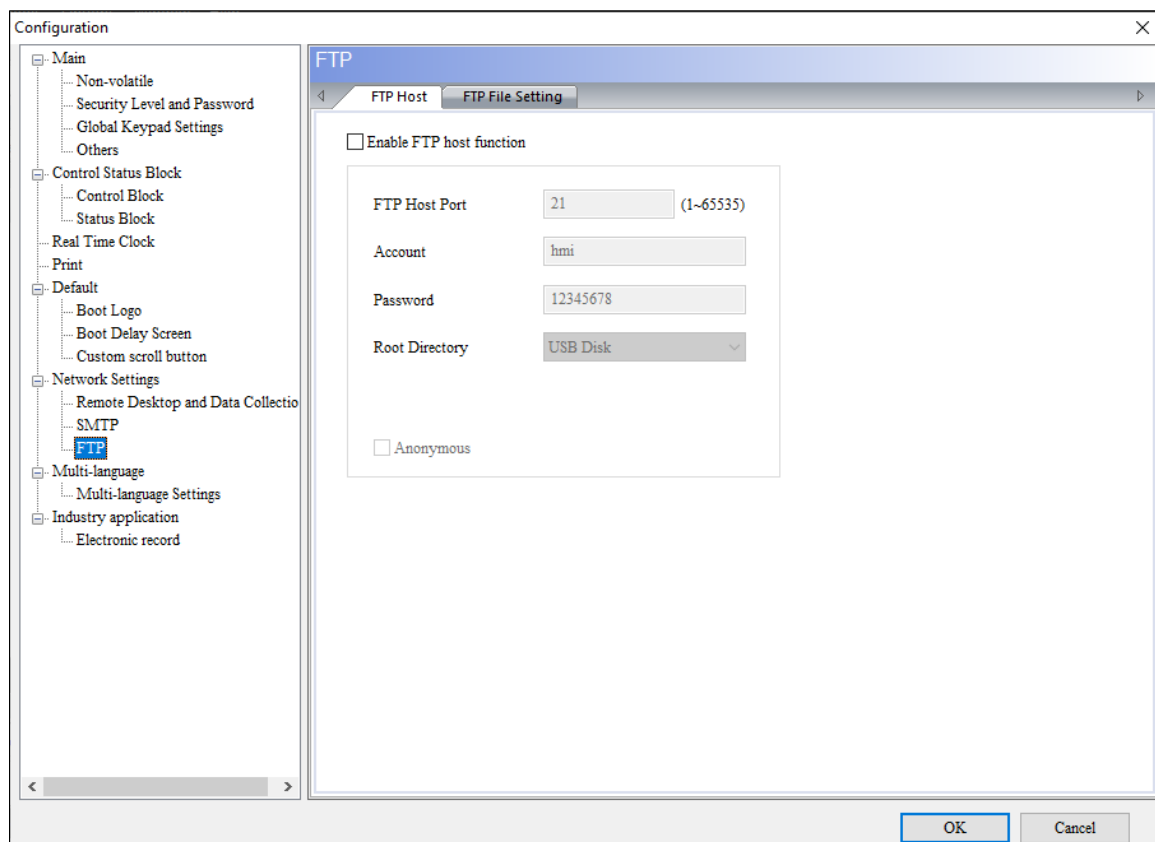 Configuration
Main
Non-volatile
Security Level and Password
Global Keypad Settings
Others
Control Status Block
Control Block
Status Block
Real Time Clock
Print
Default
Boot Logo
Boot Delay Screen
Custom scroll button
Network Settings
Remote Desktop and Data Collectio
SMTP
FTP
Multi-language
Multi-language Settings
Industry application
Electronic record
FTP
FTP Host FTP File Setting
Enable FTP host function
FTP Host Port 21 (1~65535)
Account hmi
Password 12345678
Root Directory USB Disk
Anonymous
OK Cancel